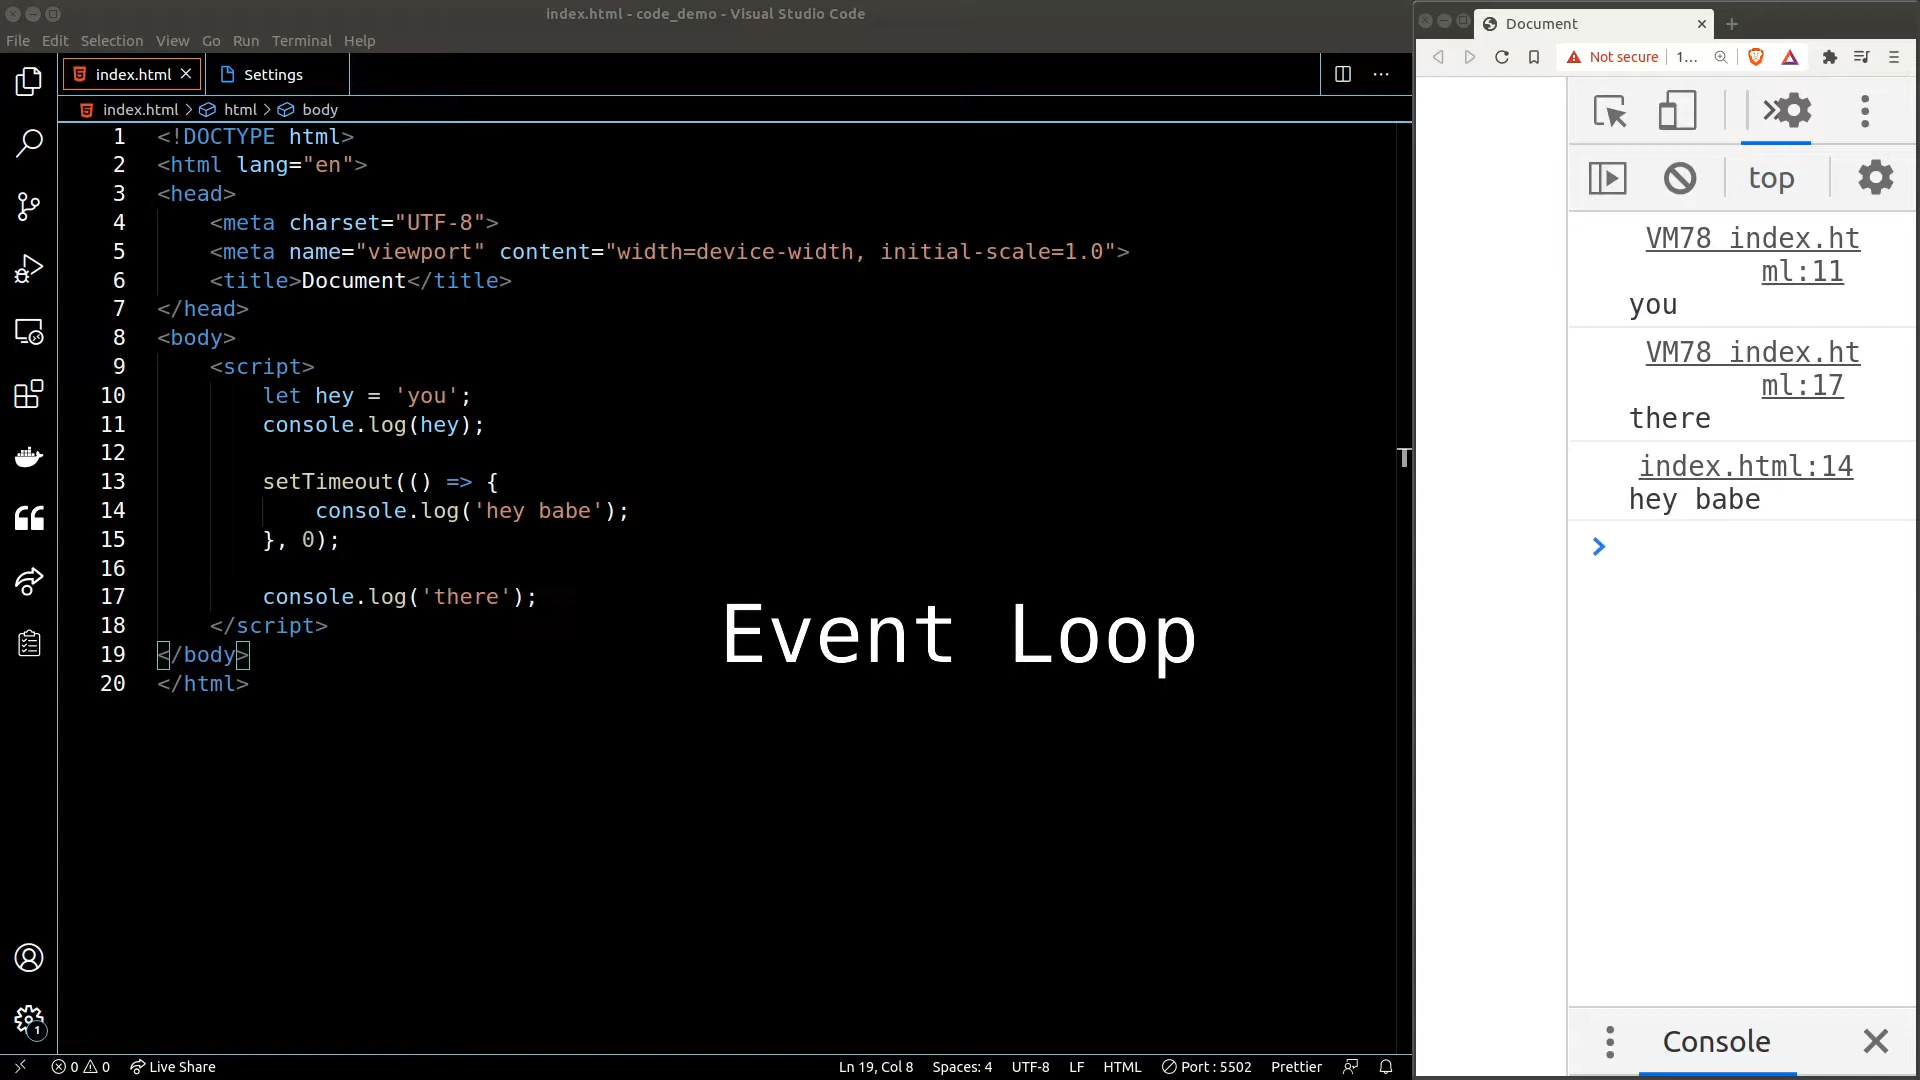 index.html - code_demo - Visual Studio Code
File Edit Selection View Go Run Terminal Help
index.html Settings
index.html > html > body
1 <!DOCTYPE html>
2 <html lang="en">
3 <head>
4 <meta charset="UTF-8">
5 <meta name="viewport" content="width=device-width, initial-scale=1.0">
6 <title>Document</title>
7 </head>
8 <body>
9 <script>
10 let hey = 'you';
11 console.log(hey);
12
13 setTimeout(() => {
14 console.log('hey babe');
15 }, 0);
16
17 console.log('there');
18 </script>
19 </body>
20 </html>
Event Loop
1
0 0 Live Share Ln 19, Col 8 Spaces: 4 UTF-8 LF HTML Port : 5502 Prettier
Document
Not secure 1...
top
VM78 index.ht
ml:11
you
VM78 index.ht
ml:17
there
index.html:14
hey babe
Console